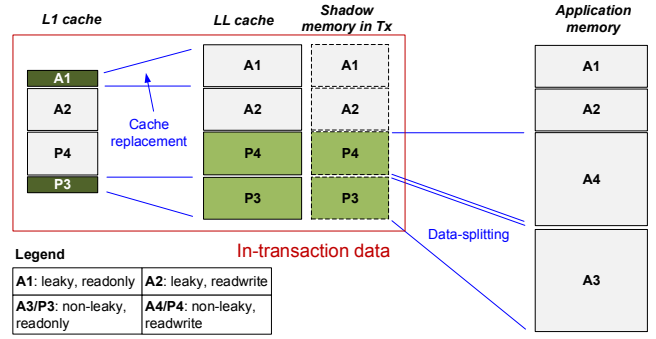 L1 cache
LL cache
Shadow
memory in Tx
Application
memory
A1
A2
P4
P3
Cache
replacement
A1
A2
P4
P3
A1
A2
P4
P3
A1
A2
A4
A3
Data-splitting
In-transaction data
Legend
A1: leaky, readonly
A2: leaky, readwrite
A3/P3: non-leaky,
readonly
A4/P4: non-leaky,
readwrite